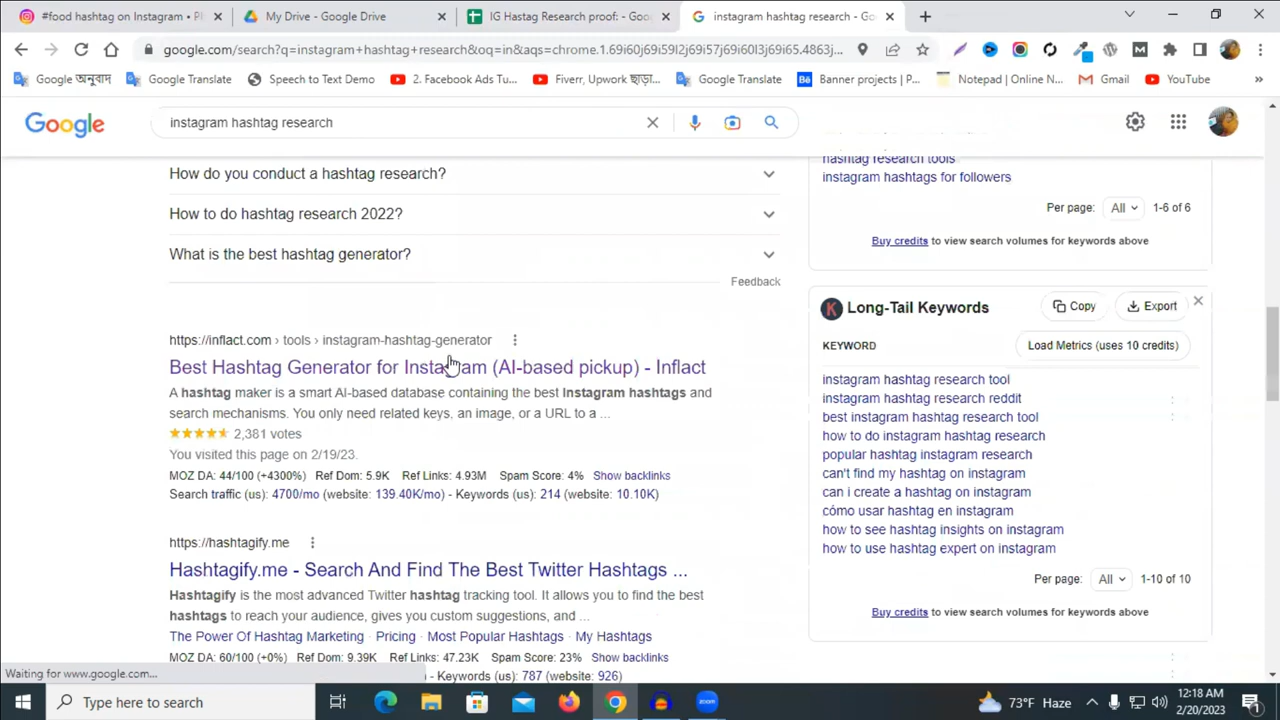 #food hashtag on Instagram • Ph
My Drive - Google Drive
IG Hastag Research proof: - Goo
instagram hashtag research - Go
google.com/search?q=instagram+hashtag+research&oq=in&aqs=chrome.1.69i60j69i59l2j69i57j69i60l3j69i65.4863j...
Google অনুবাদ
Google Translate
Speech to Text Demo
2. Facebook Ads Tu...
Fiverr, Upwork ছাড়া...
Google Translate
Banner projects | P...
Notepad | Online N...
Gmail
YouTube
Google
instagram hashtag research
How do you conduct a hashtag research?
How to do hashtag research 2022?
What is the best hashtag generator?
Feedback
https://inflact.com › tools › instagram-hashtag-generator
Best Hashtag Generator for Instagram (AI-based pickup) - Inflact
A hashtag maker is a smart AI-based database containing the best Instagram hashtags and
search mechanisms. You only need related keys, an image, or a URL to a ...
2,381 votes
You visited this page on 2/19/23.
MOZ DA: 44/100 (+4300%) Ref Dom: 5.9K Ref Links: 4.93M Spam Score: 4% Show backlinks
Search traffic (us): 4700/mo (website: 139.40K/mo) - Keywords (us): 214 (website: 10.10K)
https://hashtagify.me
Hashtagify.me - Search And Find The Best Twitter Hashtags ...
Hashtagify is the most advanced Twitter hashtag tracking tool. It allows you to find the best
hashtags to reach your audience, gives you custom suggestions, and ...
The Power Of Hashtag Marketing · Pricing · Most Popular Hashtags · My Hashtags
MOZ DA: 60/100 (+0%) Ref Dom: 9.39K Ref Links: 47.23K Spam Score: 23% Show backlinks
- Keywords (us): 787 (website: 926)
hashtag research tools
instagram hashtags for followers
Per page: All 1-6 of 6
Buy credits to view search volumes for keywords above
K Long-Tail Keywords
Copy
Export
KEYWORD
Load Metrics (uses 10 credits)
instagram hashtag research tool
instagram hashtag research reddit
best instagram hashtag research tool
how to do instagram hashtag research
popular hashtag instagram research
can't find my hashtag on instagram
can i create a hashtag on instagram
cómo usar hashtag en instagram
how to see hashtag insights on instagram
how to use hashtag expert on instagram
Per page: All 1-10 of 10
Buy credits to view search volumes for keywords above
Waiting for www.google.com...
Type here to search
zoom
73°F Haze
12:18 AM
2/20/2023